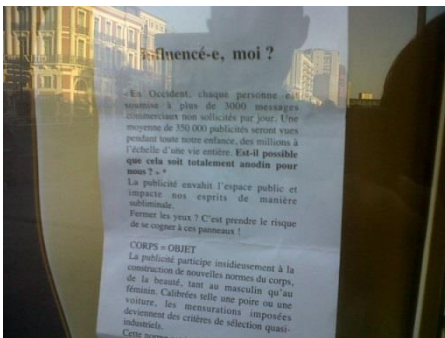 influencé-e, moi ?
« En Occident, chaque personne est
soumise à plus de 3000 messages
commerciaux non sollicités par jour. Une
moyenne de 350 000 publicités seront vues
pendant toute notre enfance, des millions à
l'échelle d'une vie entière. Est-il possible
que cela soit totalement anodin pour
nous ? » *
La publicité envahit l'espace public et
impacte nos esprits de manière
subliminale.
Fermer les yeux ? C'est prendre le risque
de se cogner à ces panneaux !
CORPS = OBJET
La publicité participe insidieusement à la
construction de nouvelles normes du corps,
de la beauté, tant au masculin qu'au
féminin. Calibrées telle une poire ou une
voiture, les mensurations imposées
deviennent des critères de sélection quasi-
industriels.
Cette norme